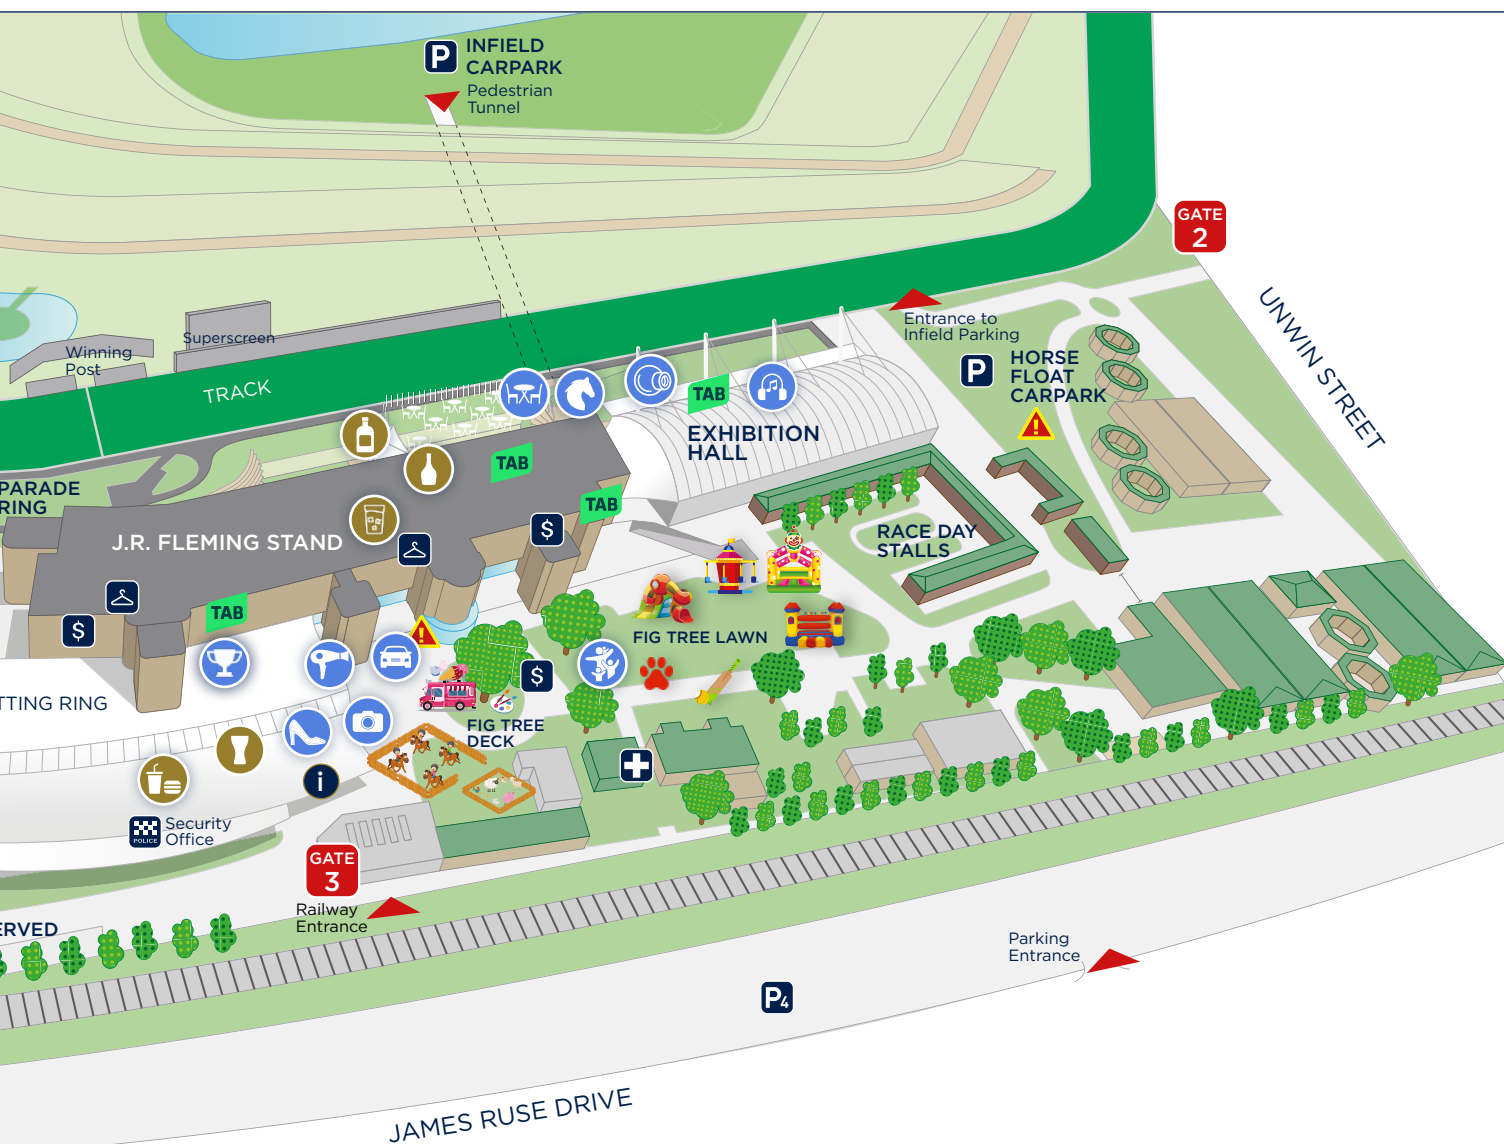 P
INFIELD
CARPARK
Pedestrian
Tunnel
GATE
2
UNWIN STREET
Entrance to
Infield Parking
P
HORSE
FLOAT
CARPARK
!
Superscreen
Winning
Post
TRACK
TAB
EXHIBITION
HALL
TAB
TAB
PARADE
RING
J.R. FLEMING STAND
$
RACE DAY
STALLS
TAB
$
FIG TREE LAWN
!
$
TTING RING
FIG TREE
DECK
i
POLICE
Security
Office
GATE
3
Railway
Entrance
ERVED
Parking
Entrance
P4
JAMES RUSE DRIVE